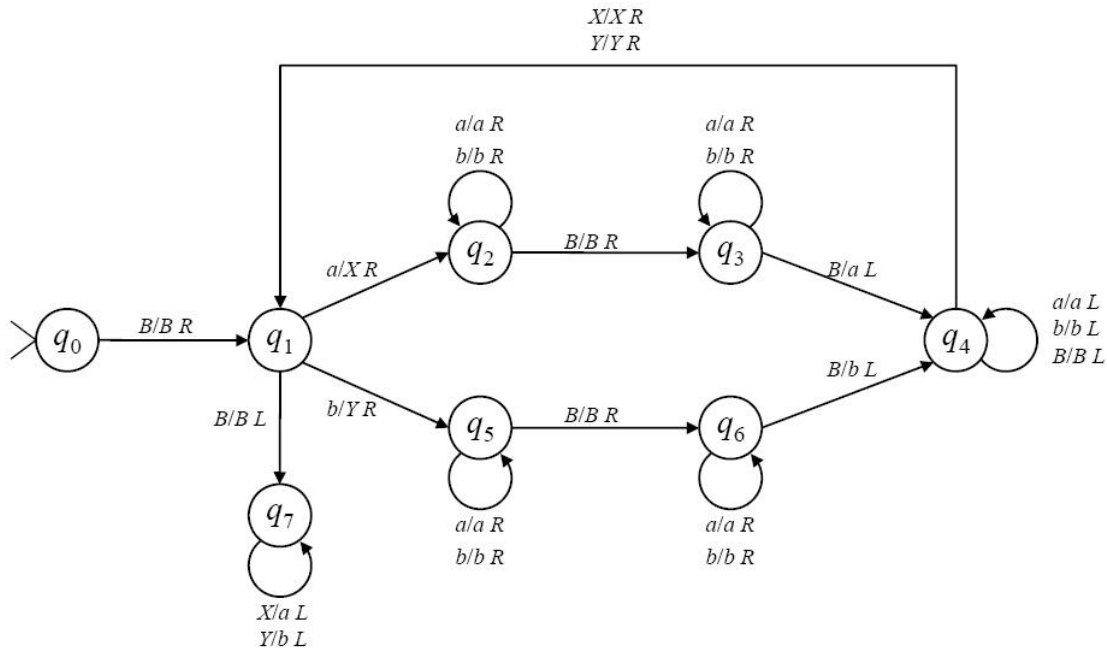 X/X R
Y/Y R
a/a R
b/b R
a/a R
b/b R
q2
B/B R
q3
a/X R
B/a L
q0
B/B R
q1
q4
a/a L
b/b L
B/B L
B/B L
b/Y R
B/b L
q5
B/B R
q6
q7
a/a R
b/b R
a/a R
b/b R
X/a L
Y/b L